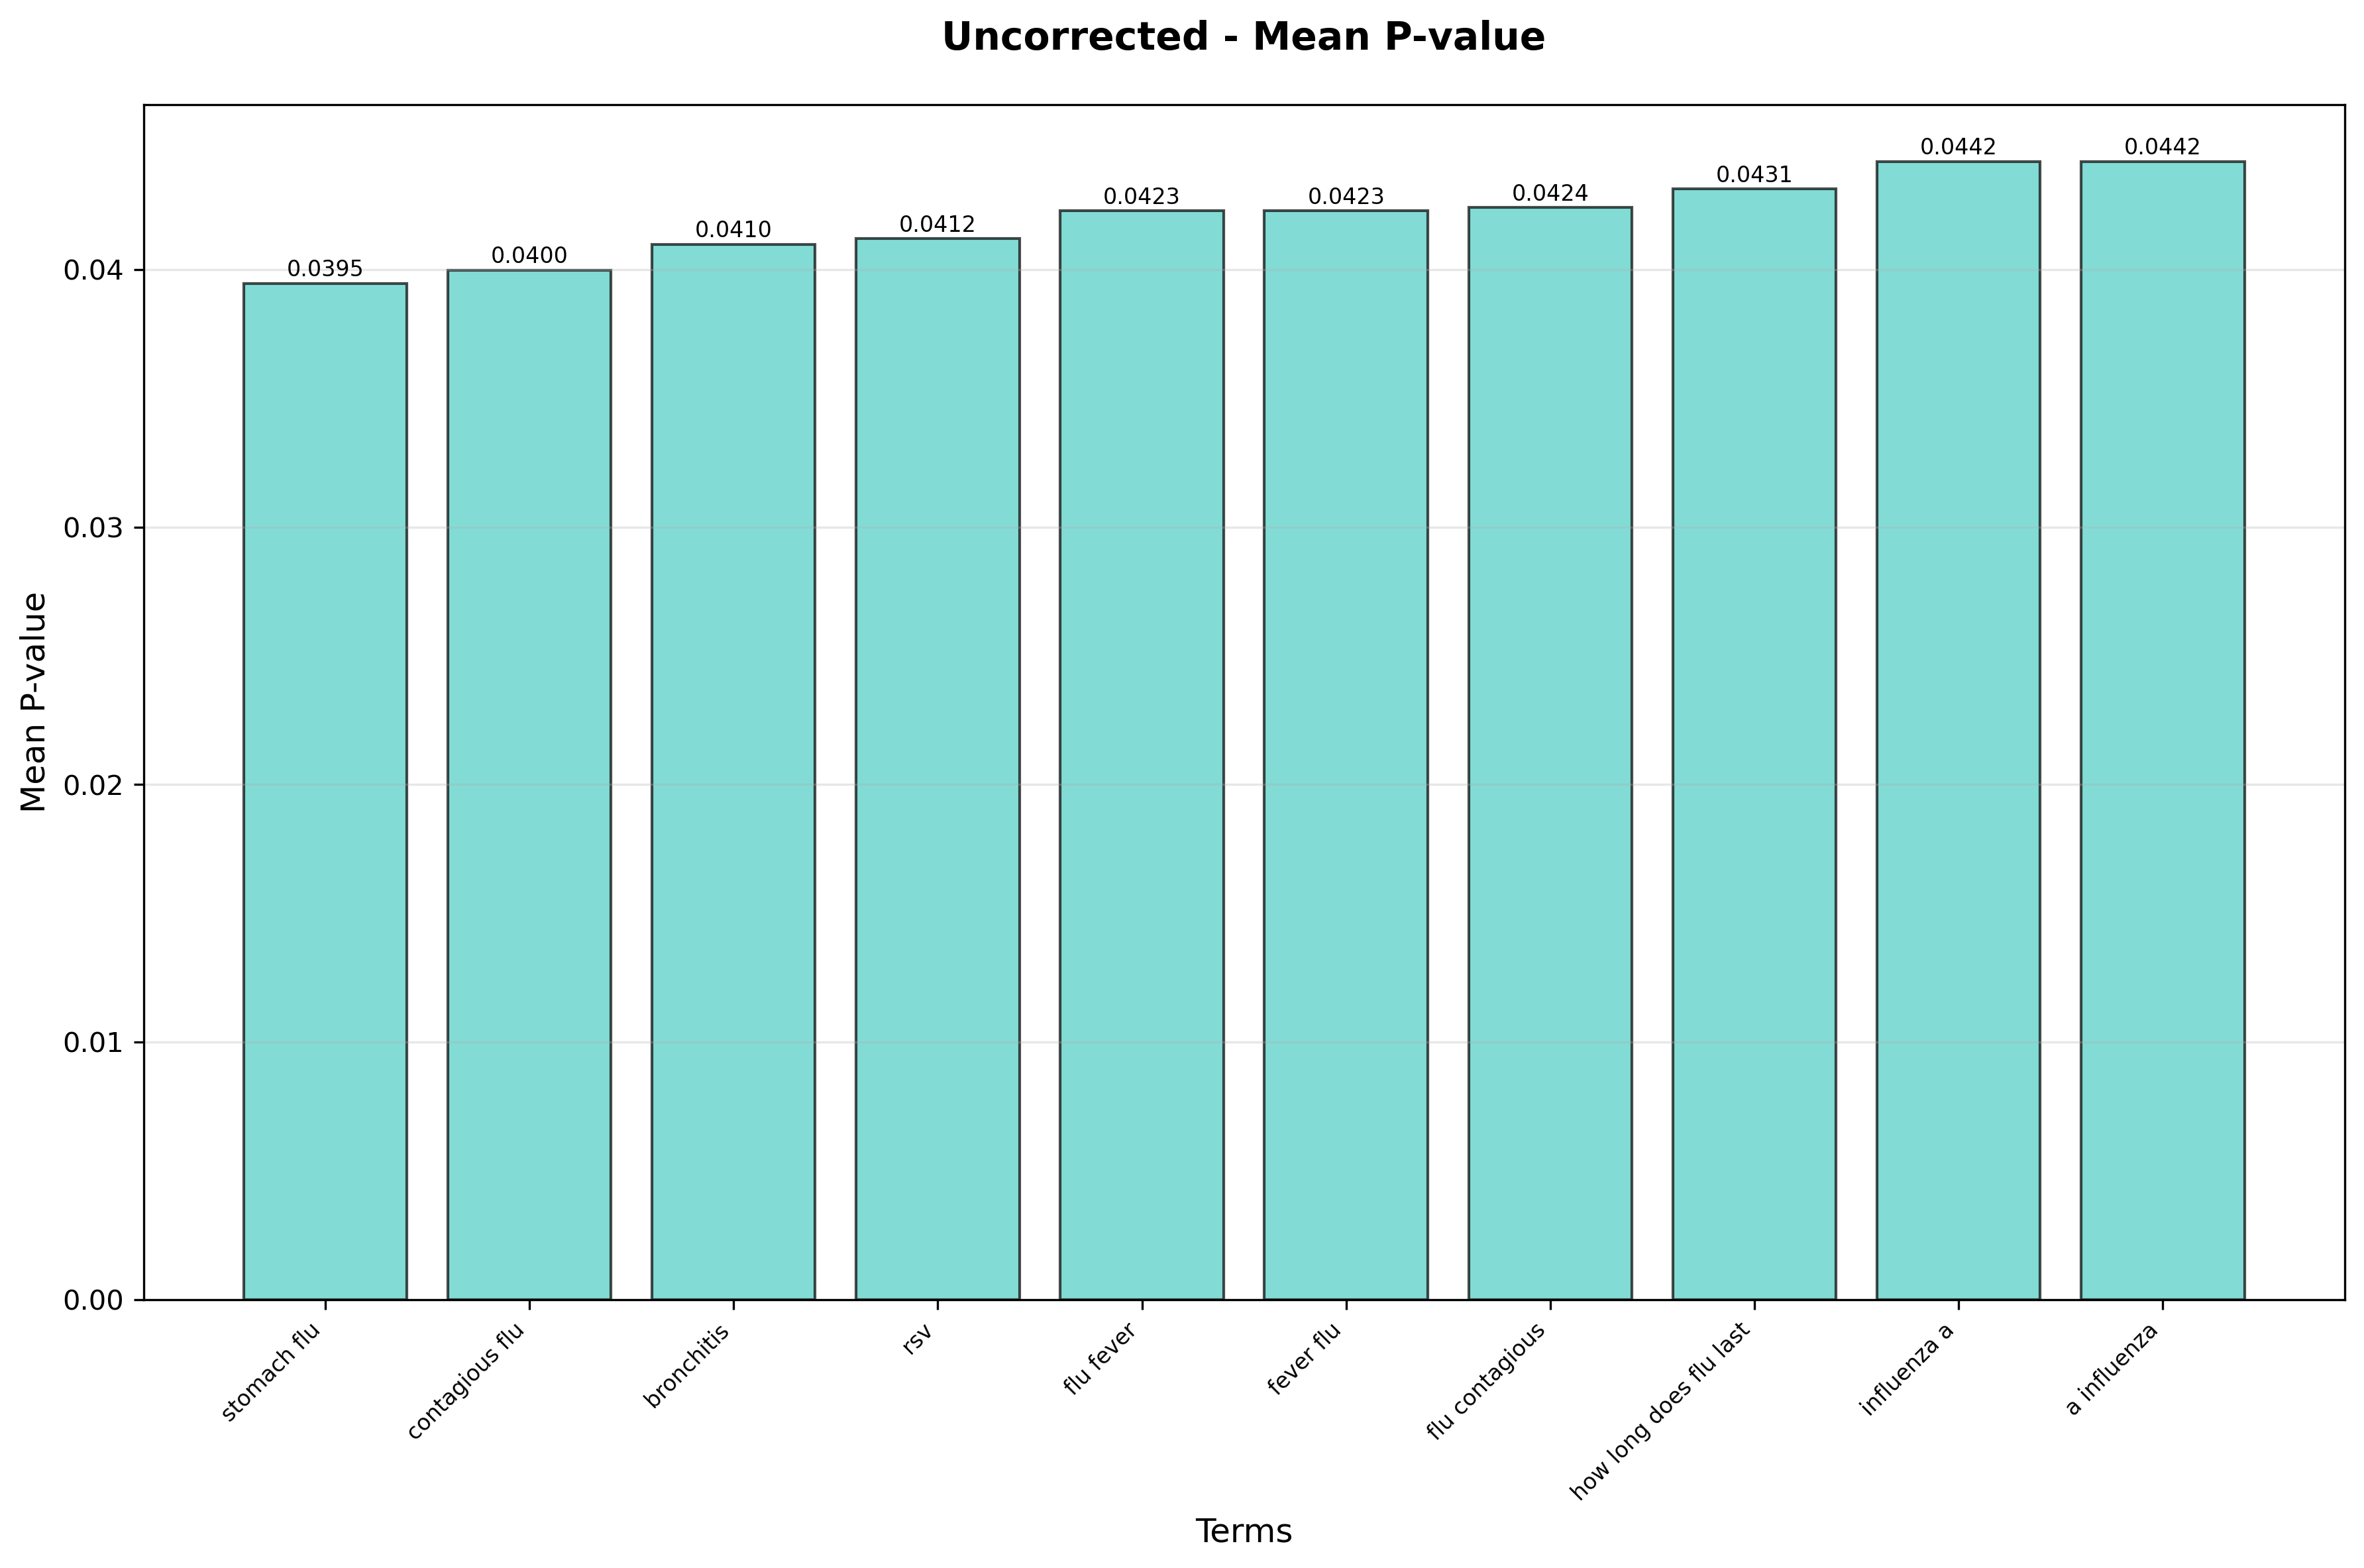 Uncorrected - Mean P-value
Mean P-value
0.04
0.03
0.02
0.01
0.00
0.0395
0.0400
0.0410
0.0412
0.0423
0.0423
0.0424
0.0431
0.0442
0.0442
stomach flu
contagious flu
bronchitis
rsv
flu fever
fever flu
flu contagious
how long does flu last
influenza a
a influenza
Terms